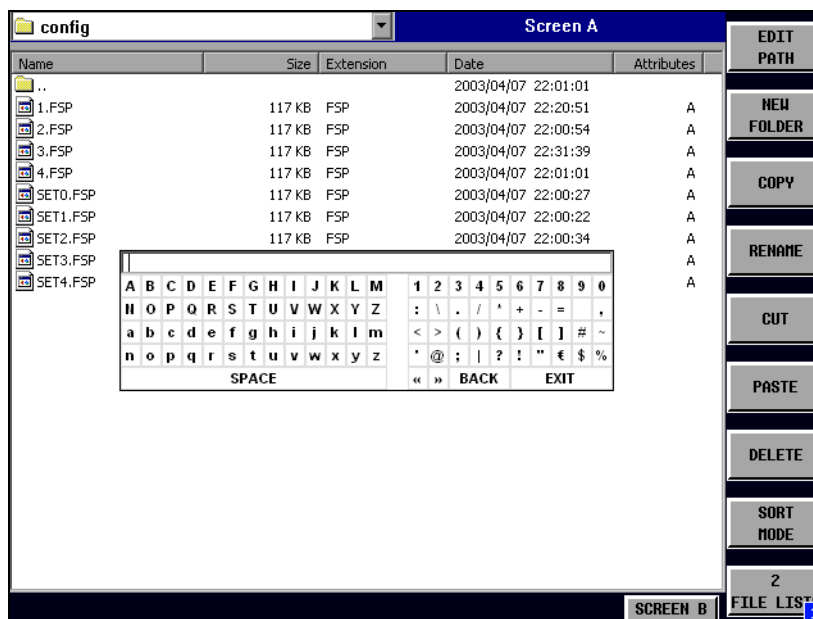 config
Screen A
Name Size Extension Date Attributes
.. 2003/04/07 22:01:01
1.FSP 117 KB FSP 2003/04/07 22:20:51 A
2.FSP 117 KB FSP 2003/04/07 22:00:54 A
3.FSP 117 KB FSP 2003/04/07 22:31:39 A
4.FSP 117 KB FSP 2003/04/07 22:01:01 A
SET0.FSP 117 KB FSP 2003/04/07 22:00:27 A
SET1.FSP 117 KB FSP 2003/04/07 22:00:22 A
SET2.FSP 117 KB FSP 2003/04/07 22:00:34 A
SET3.FSP A
SET4.FSP A
A B C D E F G H I J K L M 1 2 3 4 5 6 7 8 9 0
N O P Q R S T U V W X Y Z : \ . / * + - = ,
a b c d e f g h i j k l m < > ( ) { } [ ] # ~
n o p q r s t u v w x y z ' @ ; | ? ! " € $ %
SPACE « » BACK EXIT
EDIT
PATH
NEW
FOLDER
COPY
RENAME
CUT
PASTE
DELETE
SORT
MODE
2
FILE LIST
SCREEN B